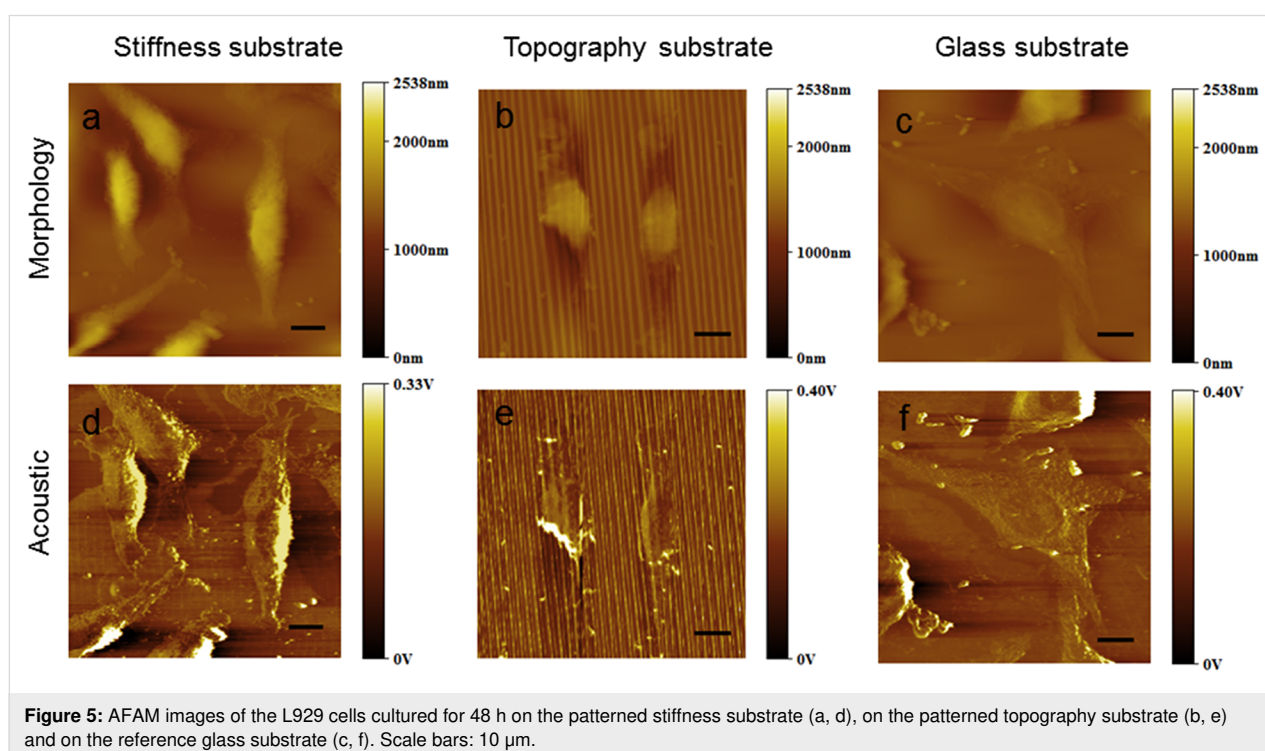 Stiffness substrate
Topography substrate
Glass substrate
Morphology
a
2538nm
2000nm
1000nm
0nm
b
2538nm
2000nm
1000nm
0nm
c
2538nm
2000nm
1000nm
0nm
Acoustic
d
0.33V
0V
e
0.40V
0V
f
0.40V
0V
Figure 5: AFAM images of the L929 cells cultured for 48 h on the patterned stiffness substrate (a, d), on the patterned topography substrate (b, e)
and on the reference glass substrate (c, f). Scale bars: 10 µm.